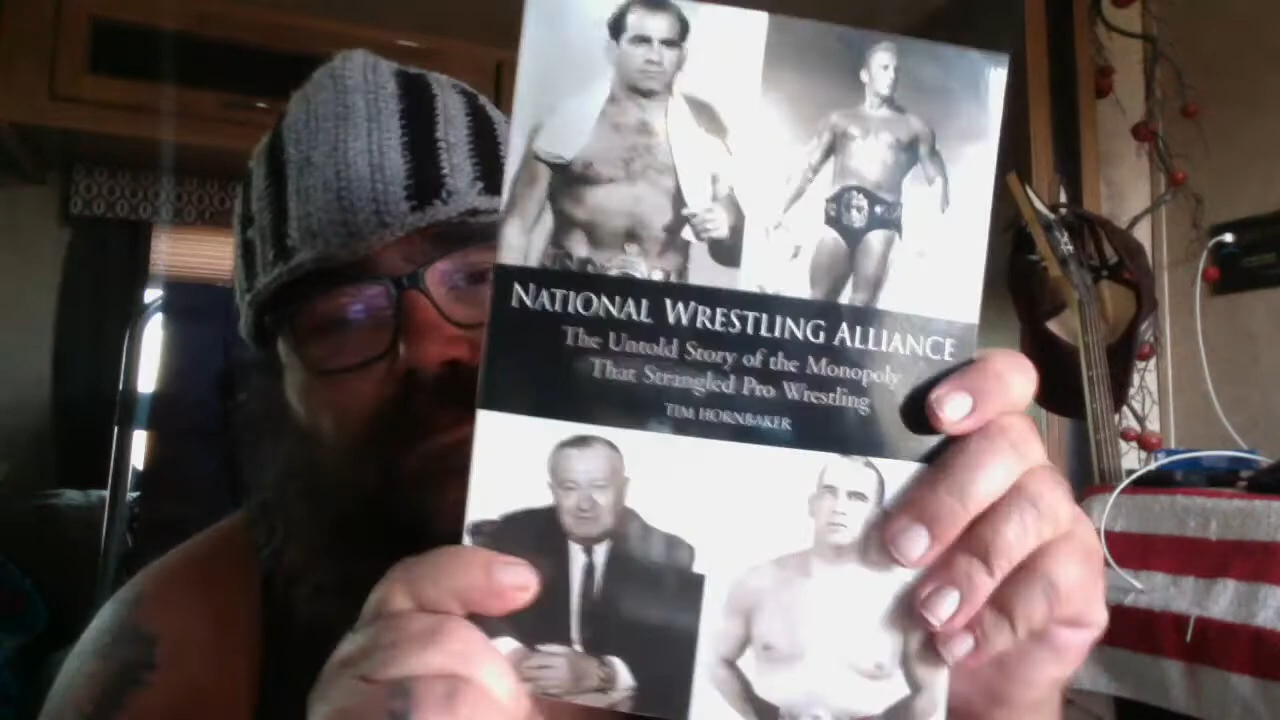 NATIONAL WRESTLING ALLIANCE
The Untold Story of the Monopoly
That Strangled Pro Wrestling
TIM HORNBAKER